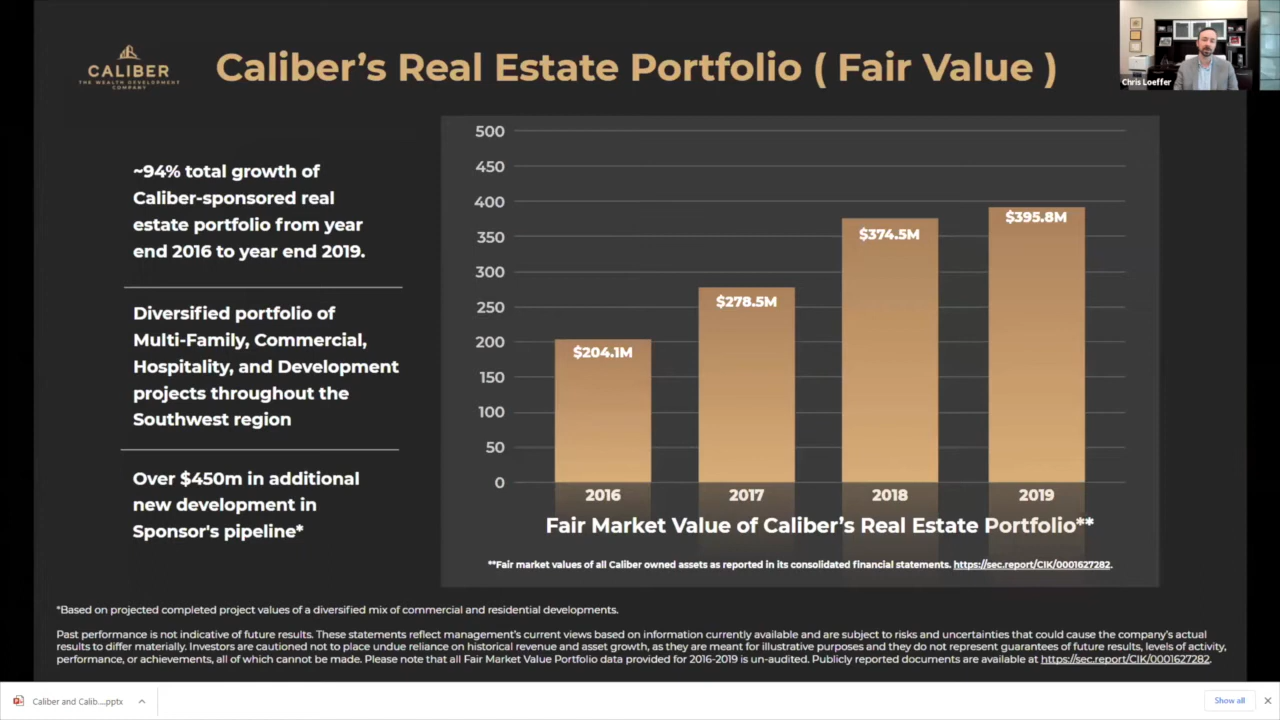 CALIBER
THE WEALTH DEVELOPMENT
COMPANY
Caliber's Real Estate Portfolio ( Fair Value )
Chris Loeffer
~94% total growth of
Caliber-sponsored real
estate portfolio from year
end 2016 to year end 2019.
Diversified portfolio of
Multi-Family, Commercial,
Hospitality, and Development
projects throughout the
Southwest region
Over $450m in additional
new development in
Sponsor's pipeline*
500
450
400
350
300
250
200
150
100
50
0
$204.1M
$278.5M
$374.5M
$395.8M
2016
2017
2018
2019
Fair Market Value of Caliber's Real Estate Portfolio**
**Fair market values of all Caliber owned assets as reported in its consolidated financial statements. https://sec.report/CIK/0001627282.
*Based on projected completed project values of a diversified mix of commercial and residential developments.
Past performance is not indicative of future results. These statements reflect management's current views based on information currently available and are subject to risks and uncertainties that could cause the company's actual
results to differ materially. Investors are cautioned not to place undue reliance on historical revenue and asset growth, as they are meant for illustrative purposes and they do not represent guarantees of future results, levels of activity,
performance, or achievements, all of which cannot be made. Please note that all Fair Market Value Portfolio data provided for 2016-2019 is un-audited. Publicly reported documents are available at https://sec.report/CIK/0001627282.
Caliber and Calib....pptx
Show all